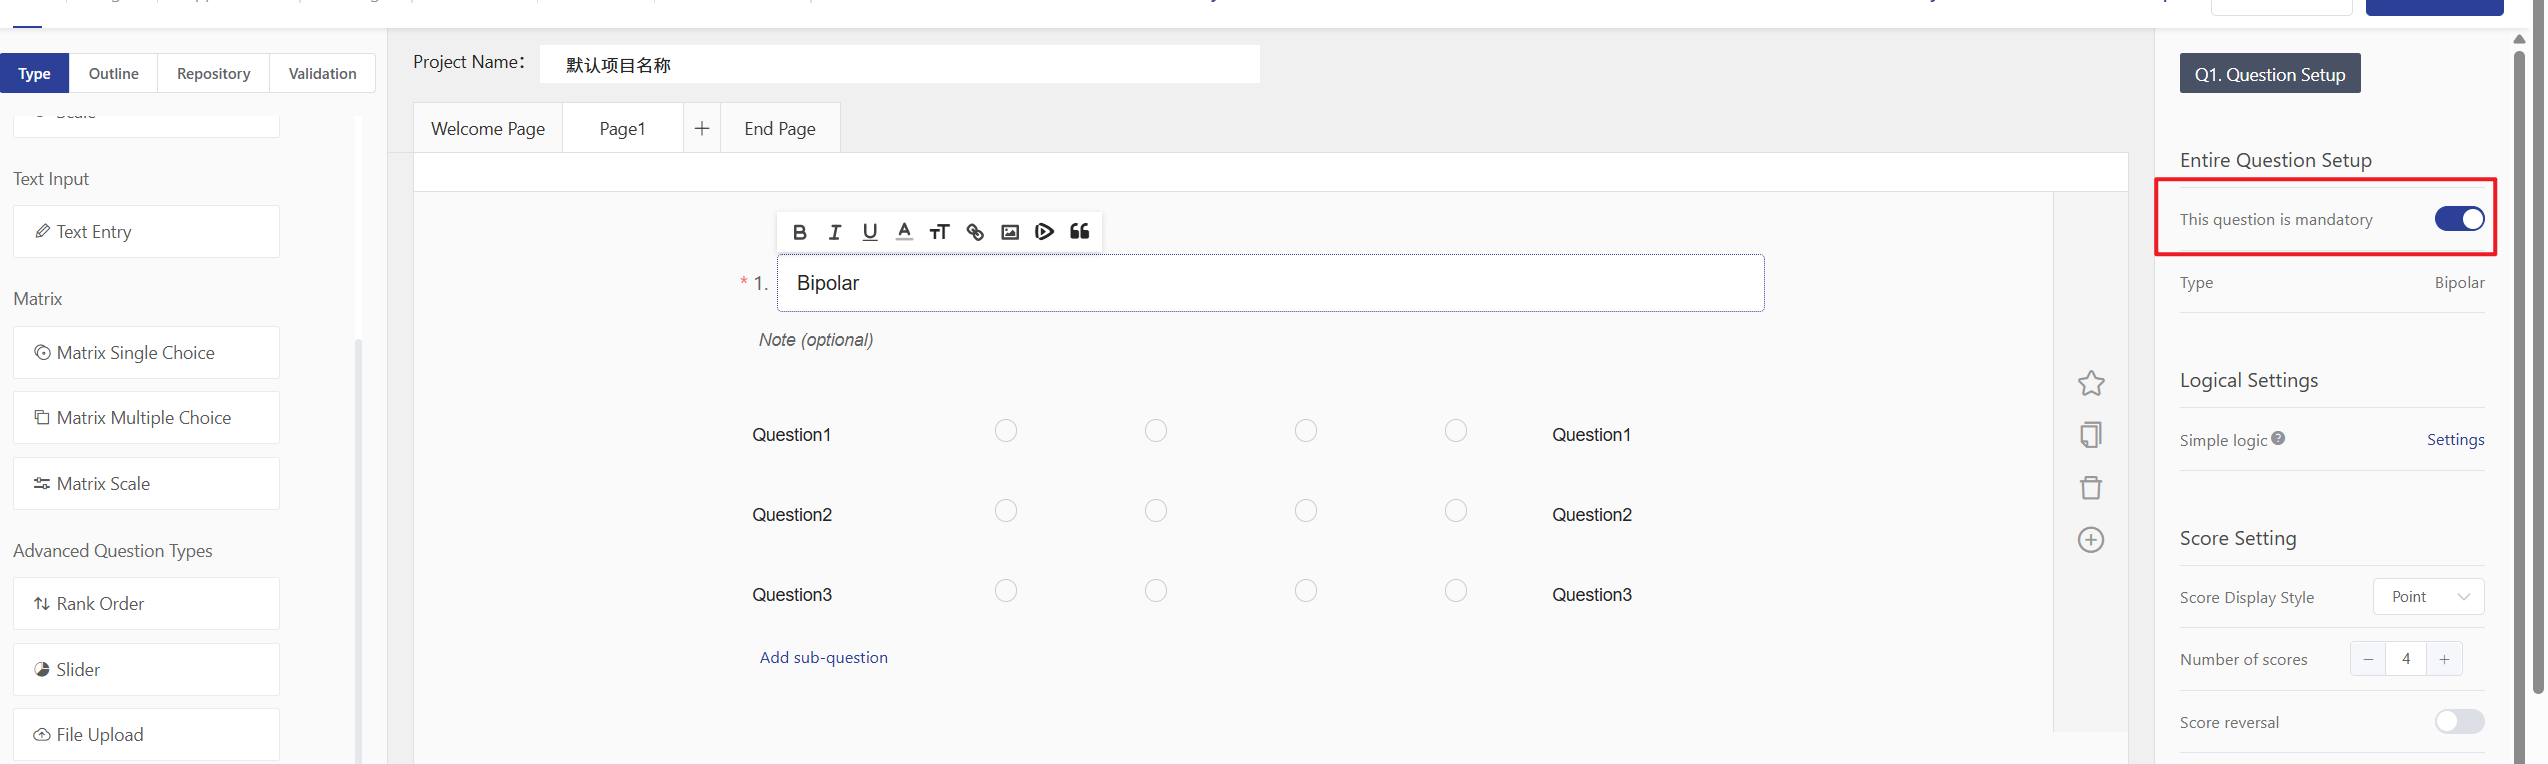 Type Outline Repository Validation
Scale
Text Input
Text Entry
Matrix
Matrix Single Choice
Matrix Multiple Choice
Matrix Scale
Advanced Question Types
Rank Order
Slider
File Upload
Project Name： 默认项目名称
Welcome Page Page1 + End Page
B I U A TT
* 1. Bipolar
Note (optional)
Question1 Question1
Question2 Question2
Question3 Question3
Add sub-question
Q1. Question Setup
Entire Question Setup
This question is mandatory
Type Bipolar
Logical Settings
Simple logic ? Settings
Score Setting
Score Display Style Point
Number of scores − 4 +
Score reversal